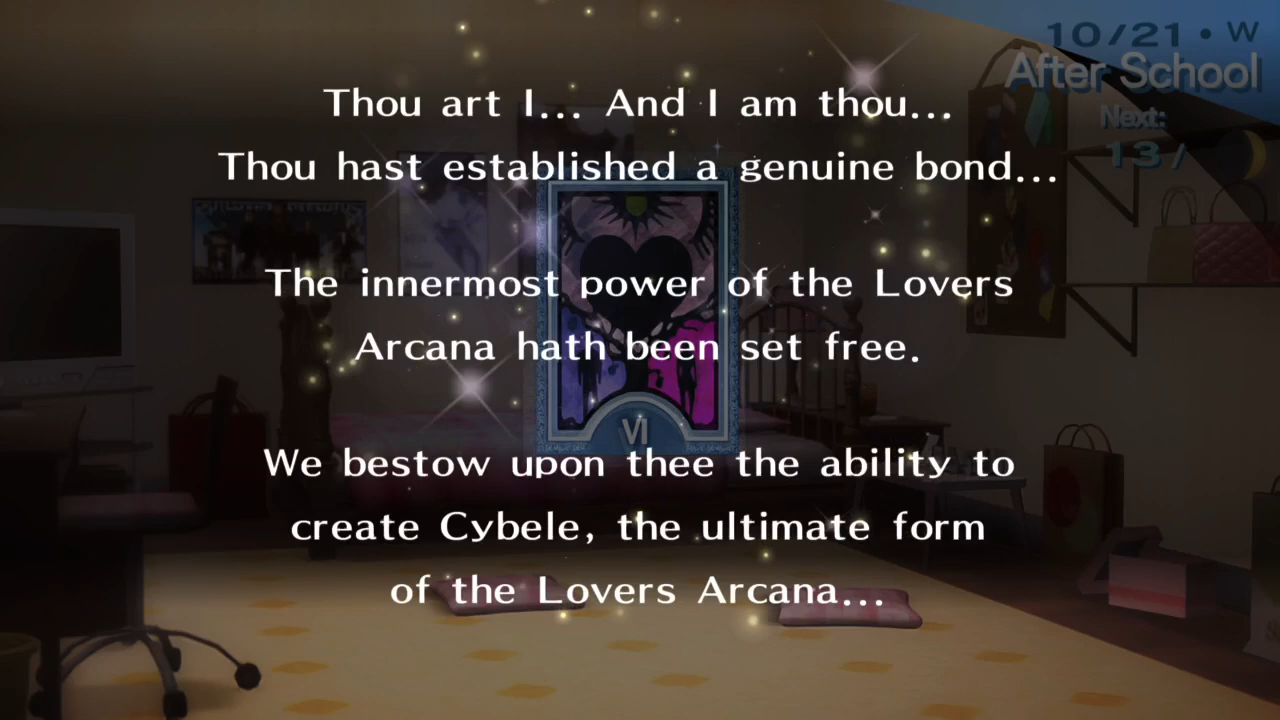 10/21 • W
After School
Next:
13/
Thou art I... And I am thou...
Thou hast established a genuine bond...
The innermost power of the Lovers
Arcana hath been set free.
We bestow upon thee the ability to
create Cybele, the ultimate form
of the Lovers Arcana...
VI